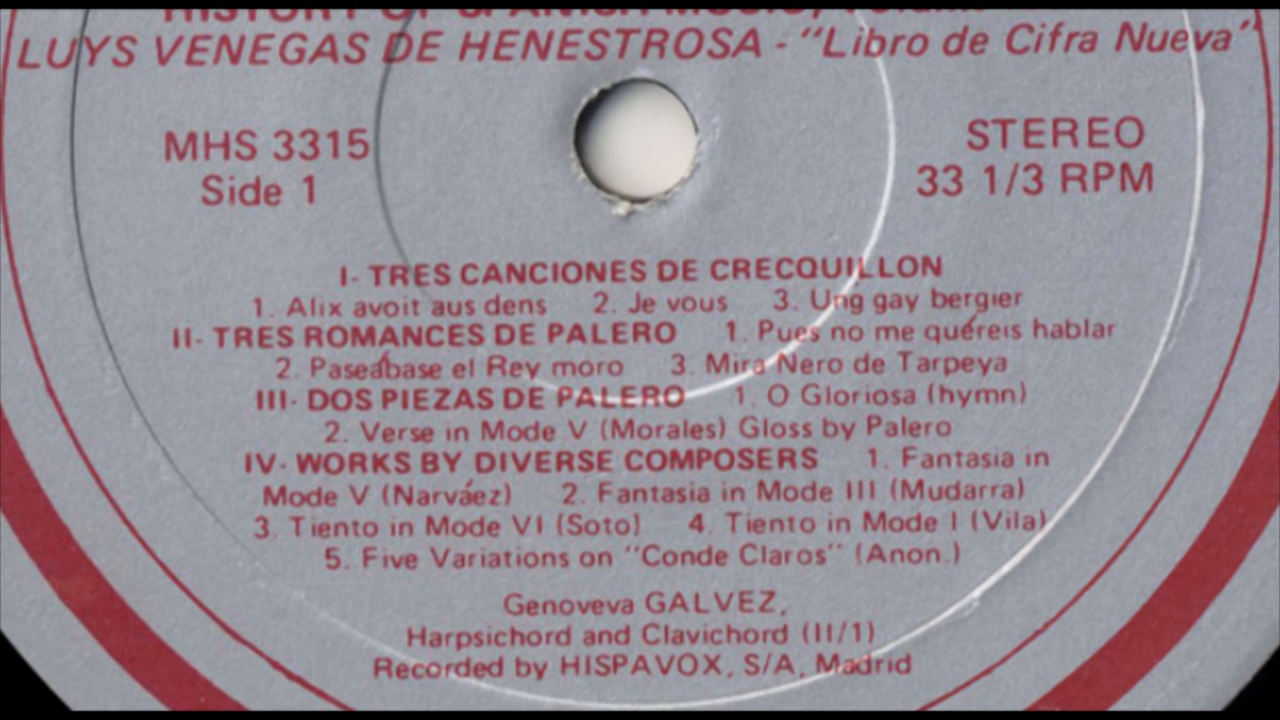 HISTORY OF SPANISH MUSIC,
LUYS VENEGAS DE HENESTROSA - "Libro de Cifra Nueva"
MHS 3315
Side 1
STEREO
33 1/3 RPM
I- TRES CANCIONES DE CRECQUILLON
1. Alix avoit aus dens 2. Je vous 3. Ung gay bergier
II- TRES ROMANCES DE PALERO 1. Pues no me quéreis hablar
2. Paseábase el Rey moro 3. Mira Nero de Tarpeya
III- DOS PIEZAS DE PALERO 1. O Gloriosa (hymn)
2. Verse in Mode V (Morales) Gloss by Palero
IV- WORKS BY DIVERSE COMPOSERS 1. Fantasia in
Mode V (Narváez) 2. Fantasia in Mode III (Mudarra)
3. Tiento in Mode VI (Soto) 4. Tiento in Mode I (Vila)
5. Five Variations on "Conde Claros" (Anon.)
Genoveva GALVEZ,
Harpsichord and Clavichord (II/1)
Recorded by HISPAVOX, S/A, Madrid